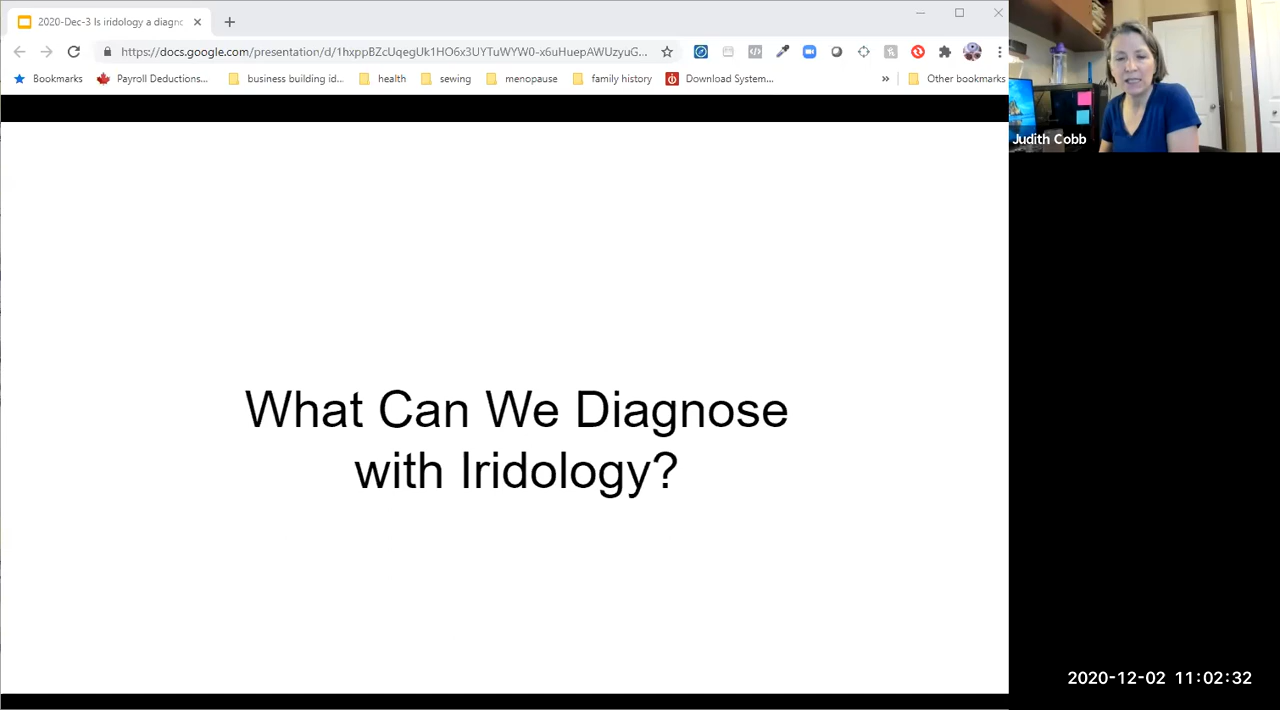 2020-Dec-3 Is iridology a diagno
https://docs.google.com/presentation/d/1hxppBZcUqegUk1HO6x3UYTuWYW0-x6uHuepAWUzyuG...
Bookmarks
Payroll Deductions...
business building id...
health
sewing
menopause
family history
Download System...
»
Other bookmarks
Judith Cobb
What Can We Diagnose
with Iridology?
2020-12-02 11:02:32